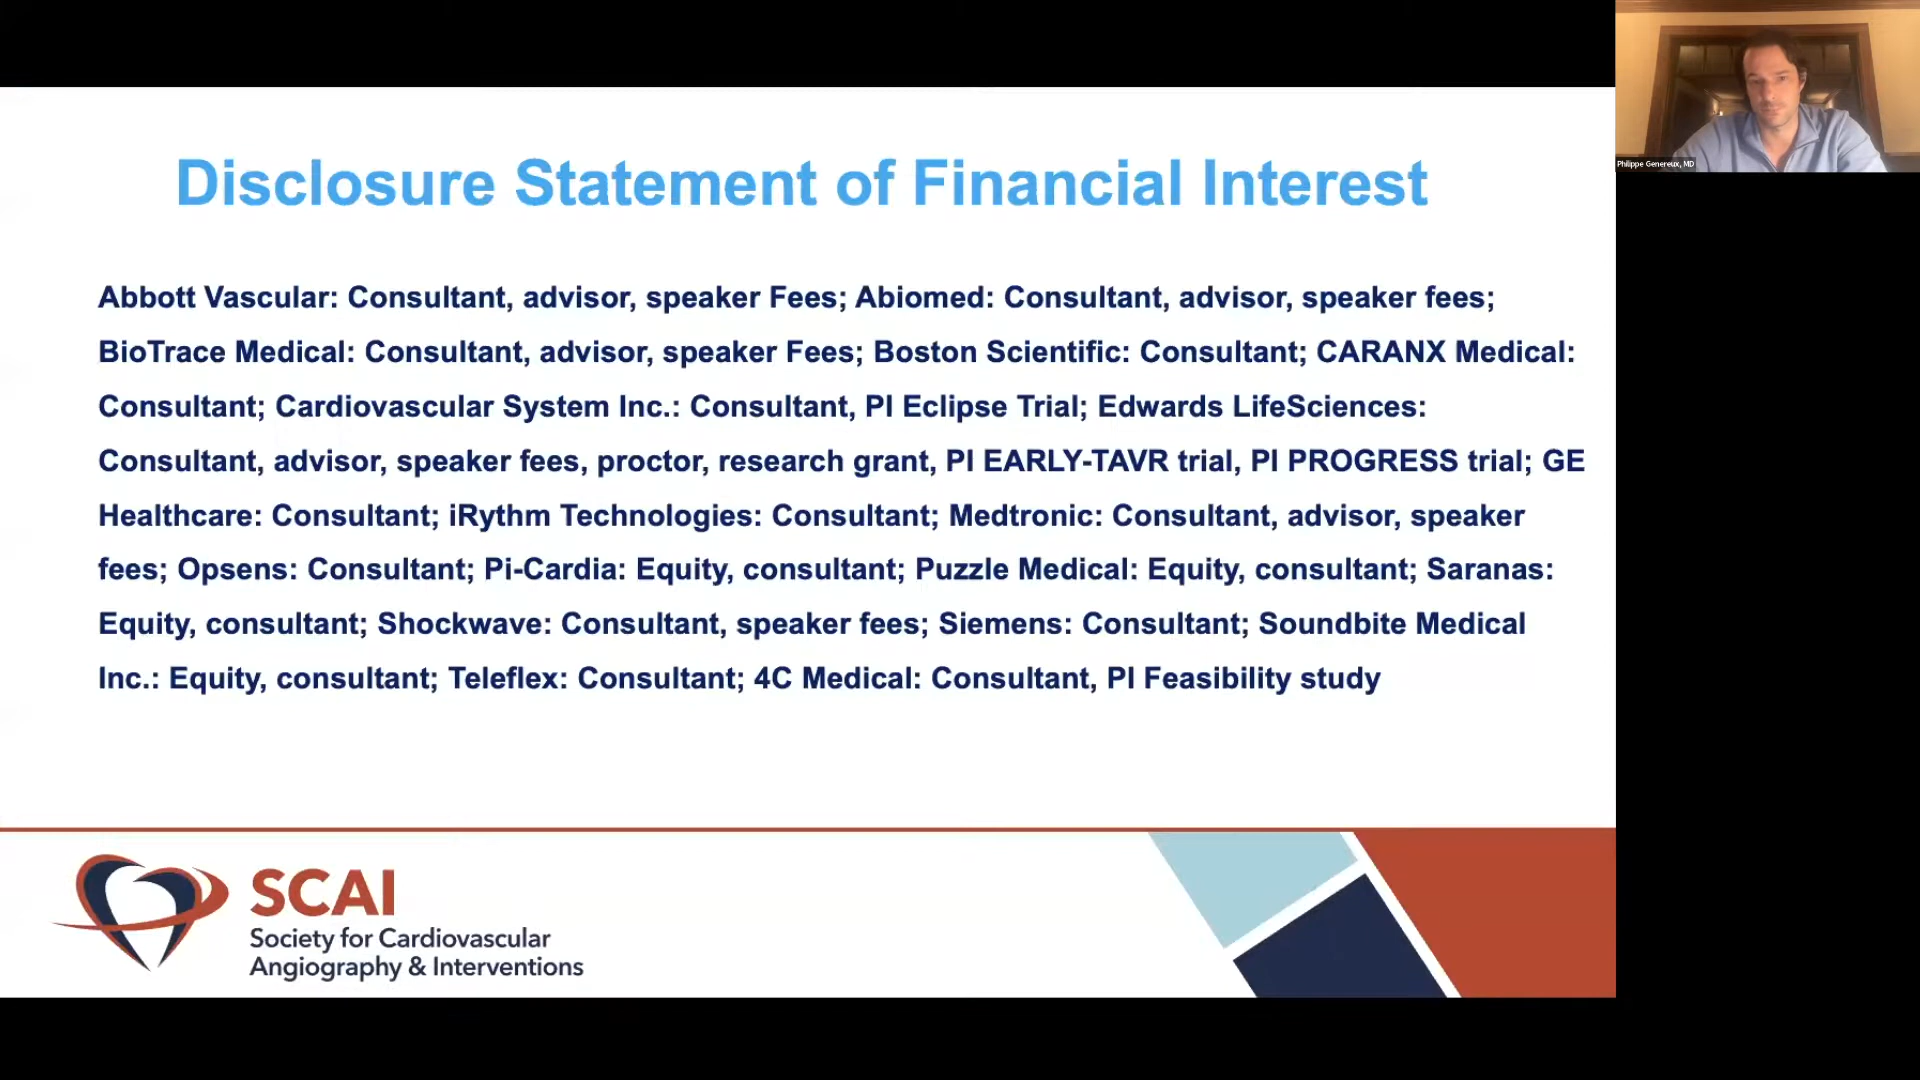 Disclosure Statement of Financial Interest
Abbott Vascular: Consultant, advisor, speaker Fees; Abiomed: Consultant, advisor, speaker fees;
BioTrace Medical: Consultant, advisor, speaker Fees; Boston Scientific: Consultant; CARANX Medical:
Consultant; Cardiovascular System Inc.: Consultant, PI Eclipse Trial; Edwards LifeSciences:
Consultant, advisor, speaker fees, proctor, research grant, PI EARLY-TAVR trial, PI PROGRESS trial; GE
Healthcare: Consultant; iRythm Technologies: Consultant; Medtronic: Consultant, advisor, speaker
fees; Opsens: Consultant; Pi-Cardia: Equity, consultant; Puzzle Medical: Equity, consultant; Saranas:
Equity, consultant; Shockwave: Consultant, speaker fees; Siemens: Consultant; Soundbite Medical
Inc.: Equity, consultant; Teleflex: Consultant; 4C Medical: Consultant, PI Feasibility study
SCAI
Society for Cardiovascular
Angiography & Interventions
Philippe Genereux, MD